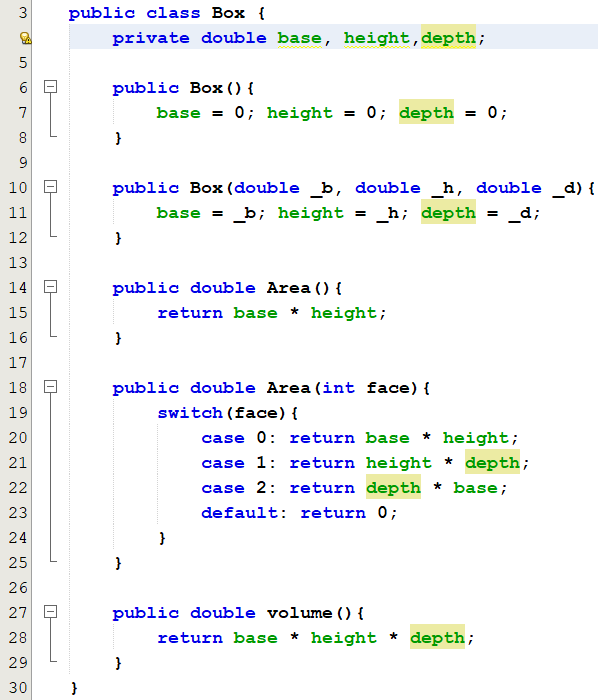 3 public class Box {
private double base, height,depth;
5
6 public Box(){
7 base = 0; height = 0; depth = 0;
8 }
9
10 public Box(double _b, double _h, double _d){
11 base = _b; height = _h; depth = _d;
12 }
13
14 public double Area(){
15 return base * height;
16 }
17
18 public double Area(int face){
19 switch(face){
20 case 0: return base * height;
21 case 1: return height * depth;
22 case 2: return depth * base;
23 default: return 0;
24 }
25 }
26
27 public double volume(){
28 return base * height * depth;
29 }
30 }